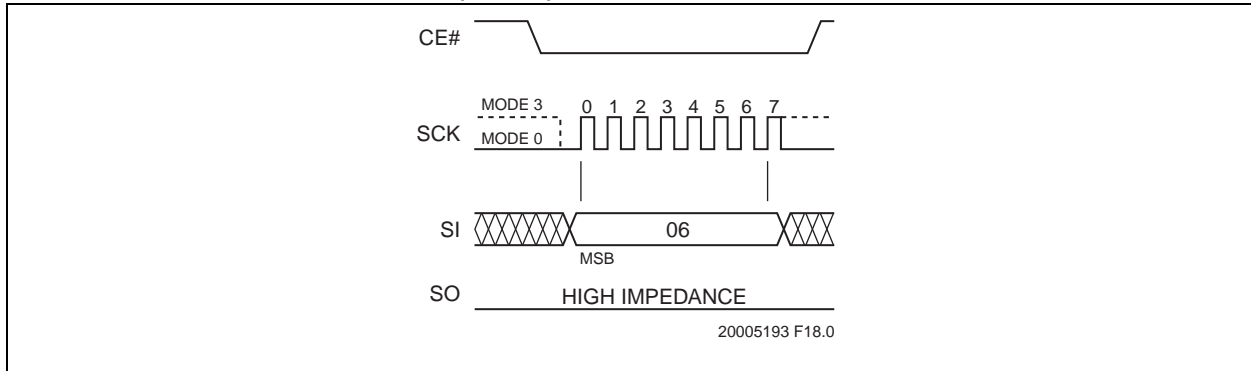 CE#
MODE 3 0 1 2 3 4 5 6 7
SCK MODE 0
SI 06
MSB
SO HIGH IMPEDANCE
20005193 F18.0